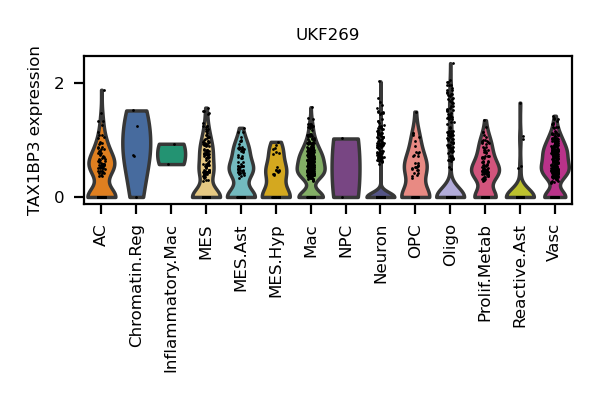 UKF269
TAX1BP3 expression
2
0
AC
Chromatin.Reg
Inflammatory.Mac
MES
MES.Ast
MES.Hyp
Mac
NPC
Neuron
OPC
Oligo
Prolif.Metab
Reactive.Ast
Vasc